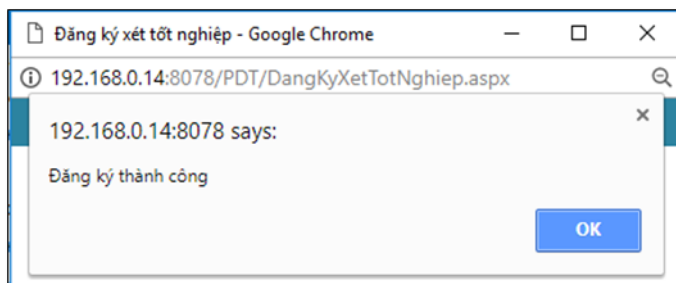 Đăng ký xét tốt nghiệp - Google Chrome
192.168.0.14:8078/PDT/DangKyXetTotNghiep.aspx
192.168.0.14:8078 says:
Đăng ký thành công
OK